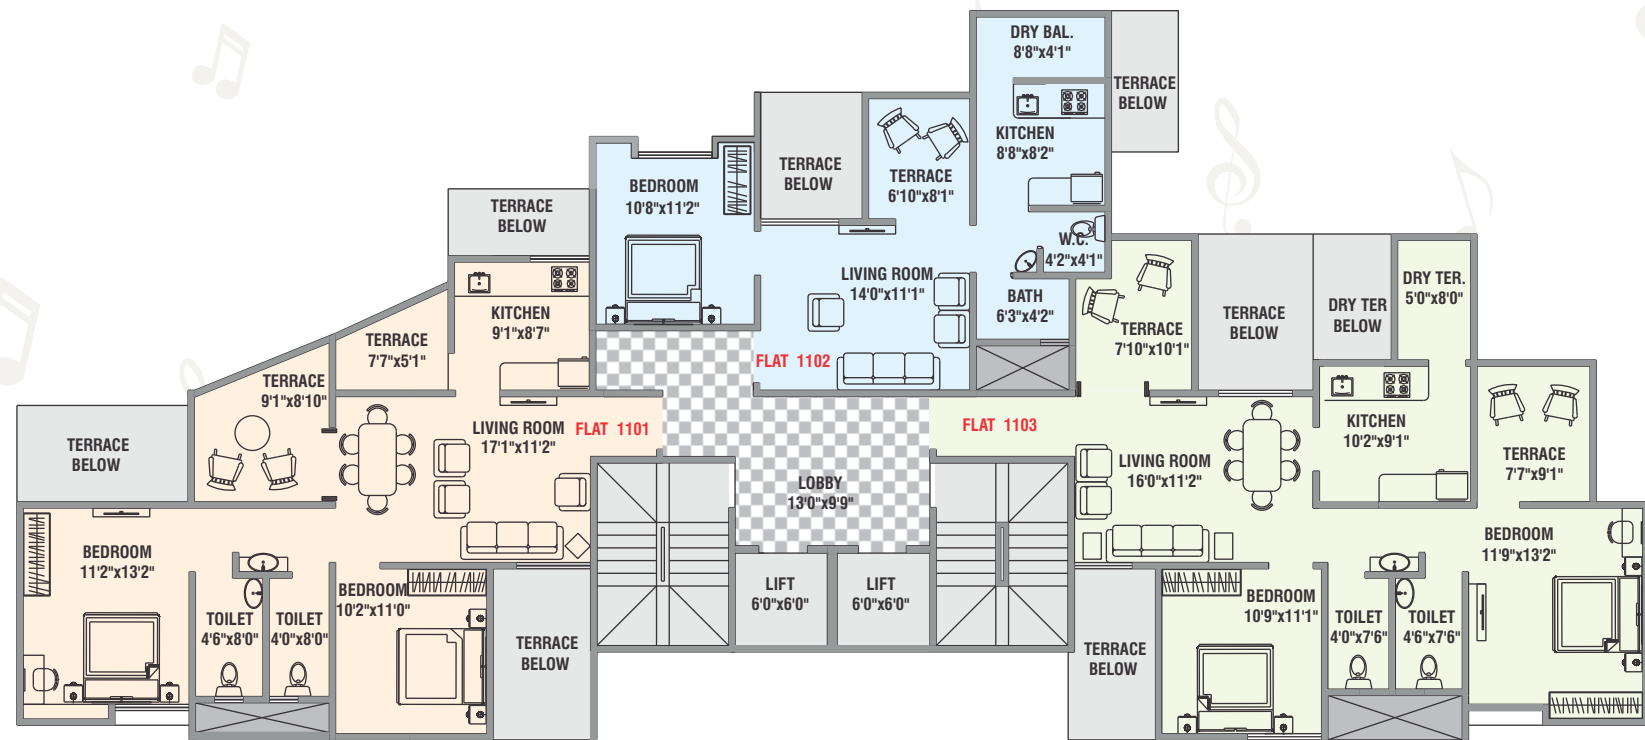 DRY BAL.
8'8"x4'1"
TERRACE
BELOW
KITCHEN
8'8"x8'2"
TERRACE
BELOW
TERRACE
6'10"x8'1"
BEDROOM
10'8"x11'2"
TERRACE
BELOW
W.C.
4'2"x4'1"
LIVING ROOM
14'0"x11'1"
BATH
6'3"x4'2"
FLAT 1102
KITCHEN
9'1"x8'7"
TERRACE
7'7"x5'1"
TERRACE
9'1"x8'10"
TERRACE
BELOW
LIVING ROOM
17'1"x11'2"
FLAT 1101
BEDROOM
11'2"x13'2"
TOILET
4'6"x8'0"
TOILET
4'0"x8'0"
BEDROOM
10'2"x11'0"
TERRACE
BELOW
LOBBY
13'0"x9'9"
LIFT
6'0"x6'0"
LIFT
6'0"x6'0"
FLAT 1103
TERRACE
7'10"x10'1"
TERRACE
BELOW
DRY TER
BELOW
DRY TER.
5'0"x8'0"
KITCHEN
10'2"x9'1"
TERRACE
7'7"x9'1"
LIVING ROOM
16'0"x11'2"
BEDROOM
11'9"x13'2"
BEDROOM
10'9"x11'1"
TOILET
4'0"x7'6"
TOILET
4'6"x7'6"
TERRACE
BELOW